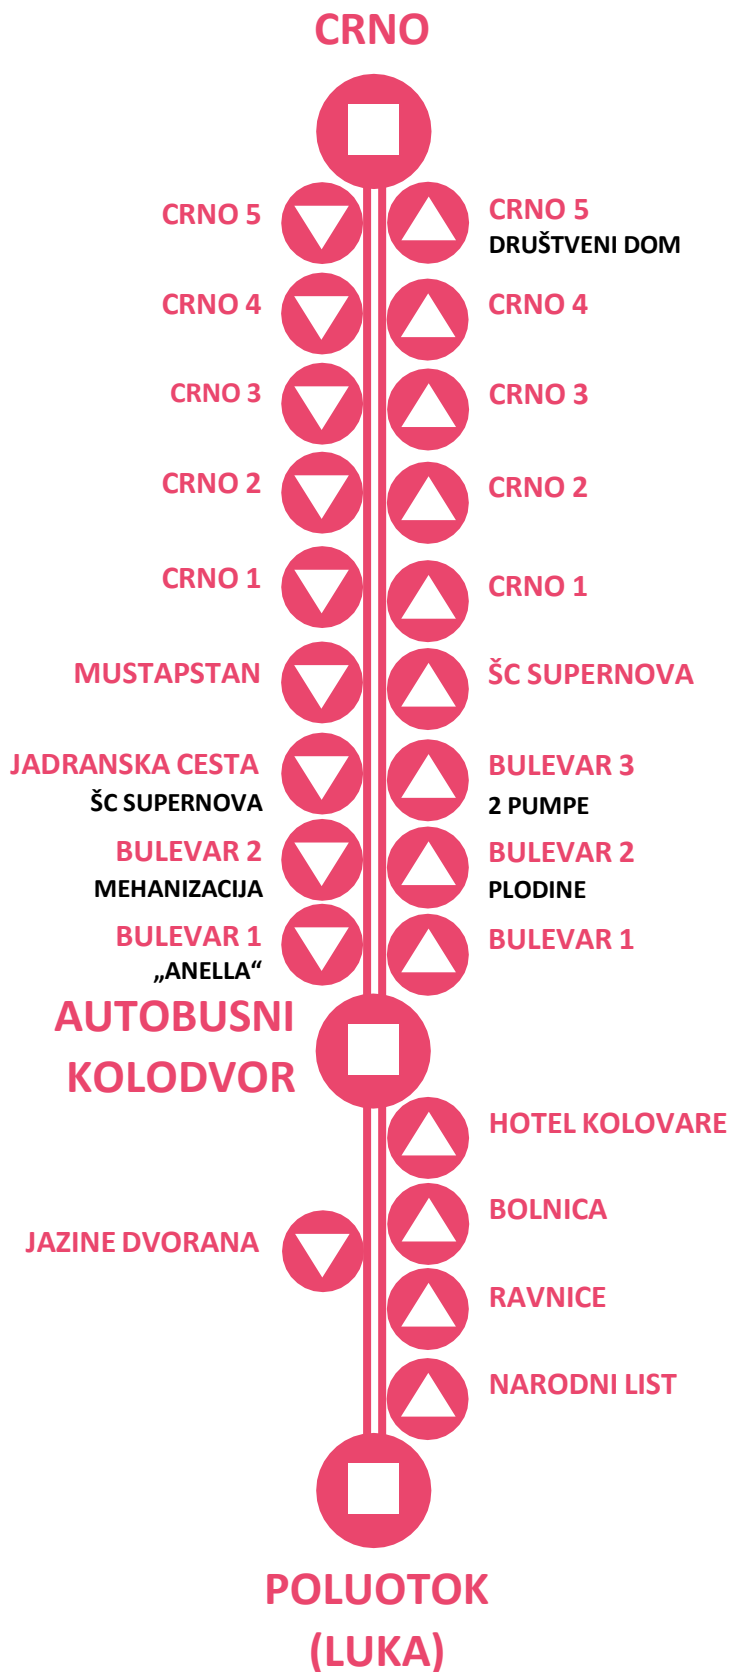 CRNO
CRNO 5
CRNO 5
DRUŠTVENI DOM
CRNO 4
CRNO 4
CRNO 3
CRNO 3
CRNO 2
CRNO 2
CRNO 1
CRNO 1
MUSTAPSTAN
ŠC SUPERNOVA
JADRANSKA CESTA
ŠC SUPERNOVA
BULEVAR 3
2 PUMPE
BULEVAR 2
MEHANIZACIJA
BULEVAR 2
PLODINE
BULEVAR 1
„ANELLA“
BULEVAR 1
AUTOBUSNI
KOLODVOR
HOTEL KOLOVARE
BOLNICA
JAZINE DVORANA
RAVNICE
NARODNI LIST
POLUOTOK
(LUKA)